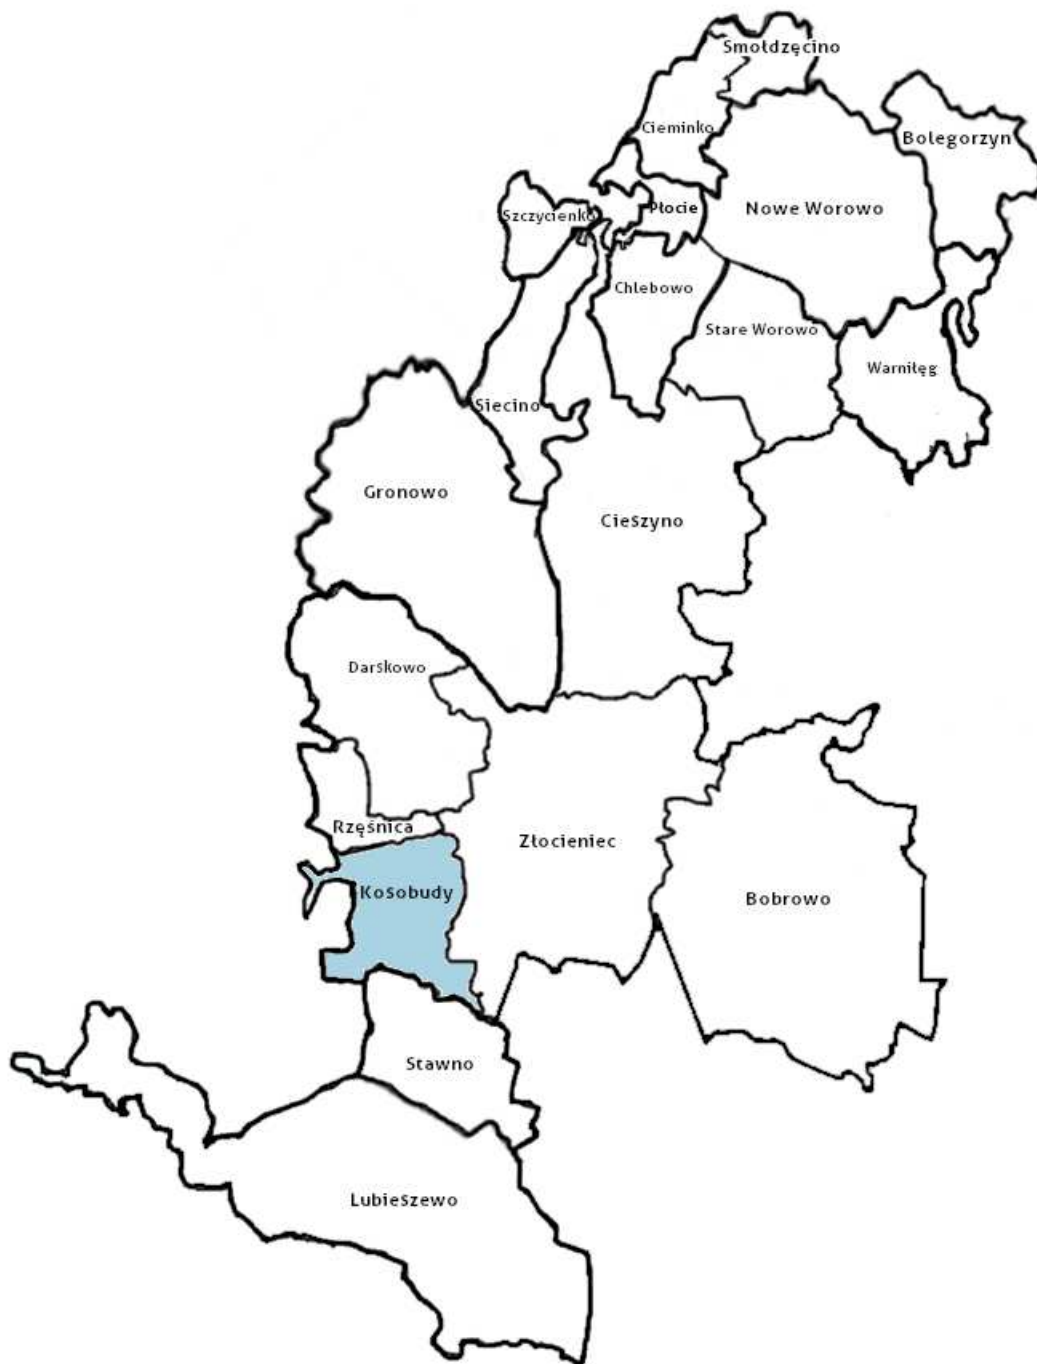 Smołdzęcino
Cieminko
Bolegorzyn
Szczycienko
Płocie
Nowe Worowo
Chlebowo
Stare Worowo
Warniłęg
Siecino
Gronowo
Cieszyno
Darskowo
Rzęśnica
Złocieniec
Kosobudy
Bobrowo
Stawno
Lubieszewo